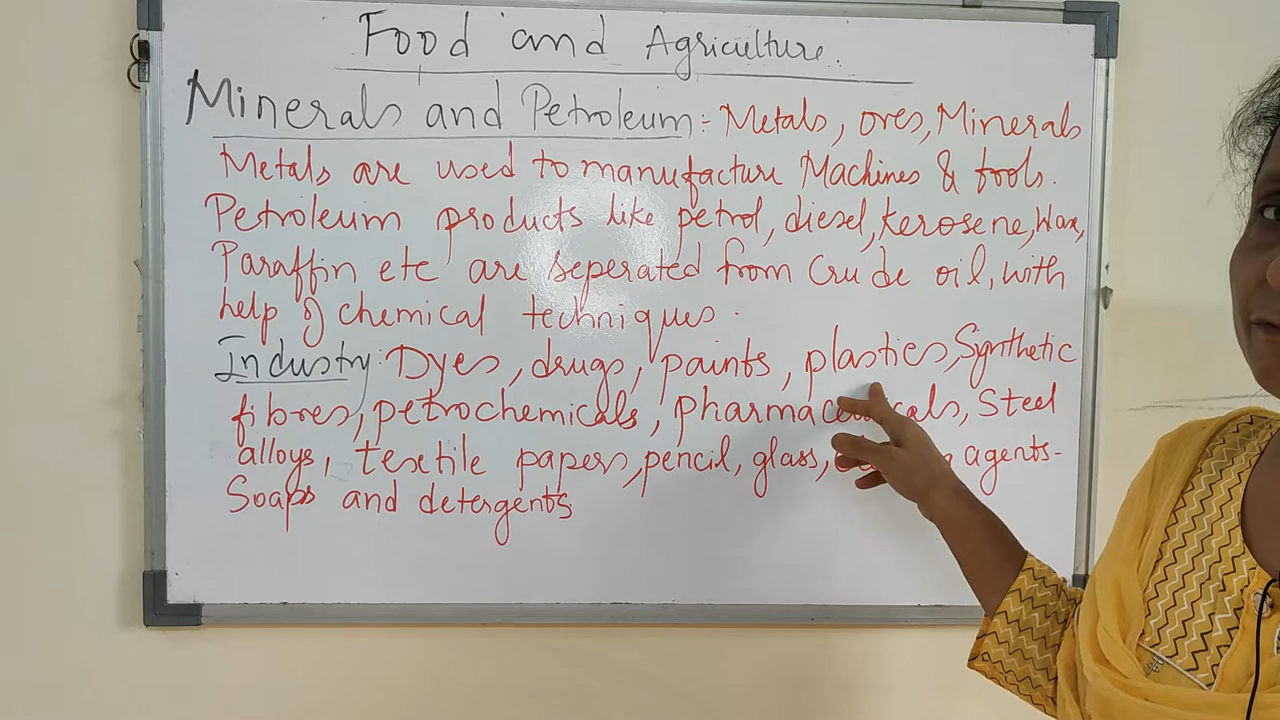 Food and Agriculture.
Minerals and Petroleum:- Metals, ores, Minerals
Metals are used to manufacture Machines & tools.
Petroleum products like petrol, diesel, kerosene, Wax,
Paraffin etc are seperated from Crude oil, with
help of chemical techniques.
Industry: Dyes, drugs, paints, plastics, Synthetic
fibres, petrochemicals, pharmaceuticals, Steel
alloys, textile papers, pencil, glass, agents-
Soaps and detergents